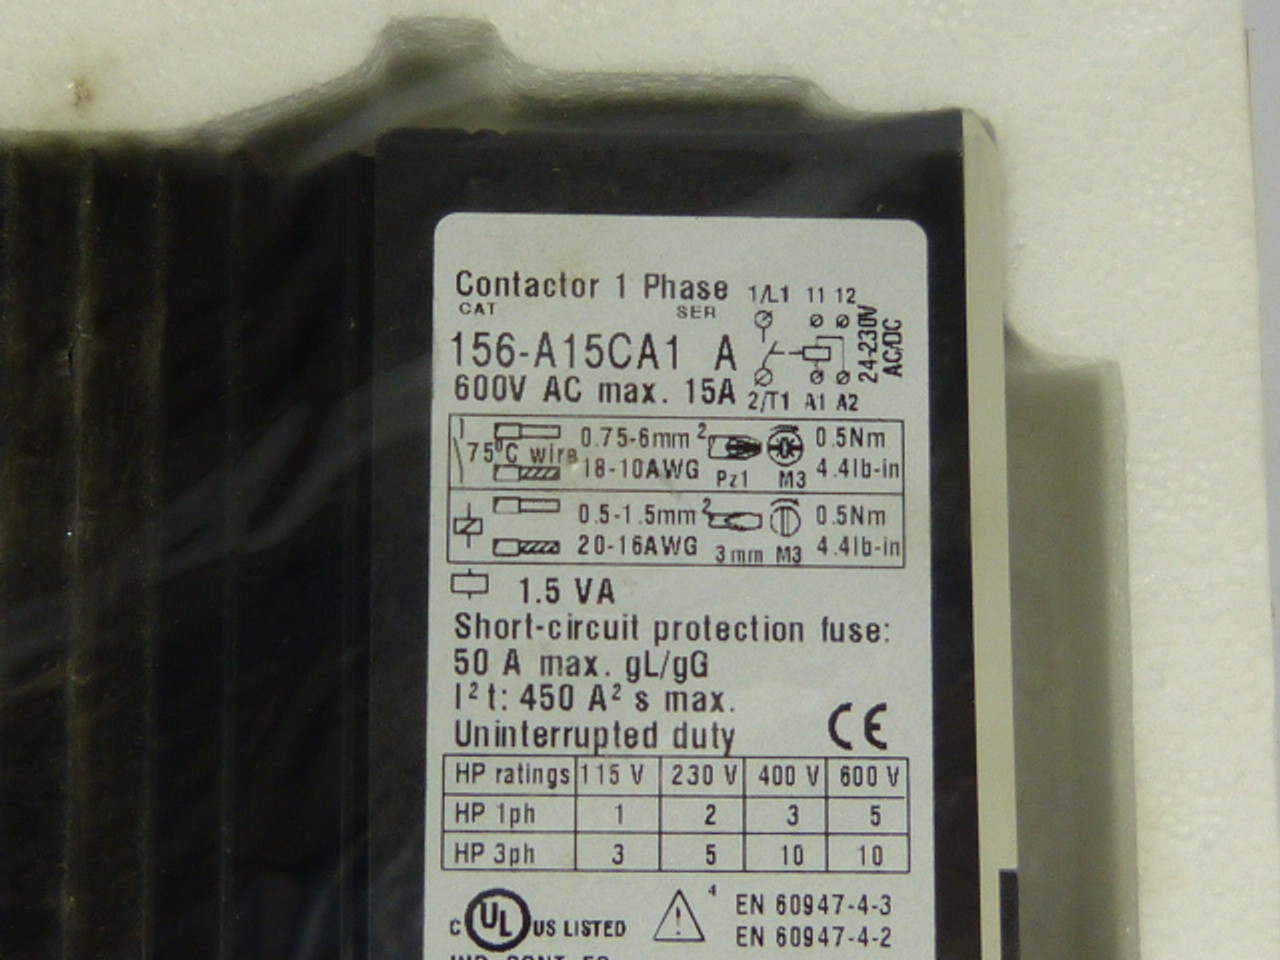 Contactor 1 Phase
1/L1 11 12
CAT SER
156-A15CA1 A
24-230V
AC/DC
600V AC max. 15A
2/T1 A1 A2
75°C wire
0.75-6mm²
18-10AWG
Pz1 M3
0.5Nm
4.4lb-in
0.5-1.5mm²
20-16AWG
3mm M3
0.5Nm
4.4lb-in
1.5 VA
Short-circuit protection fuse:
50 A max. gL/gG
I²t: 450 A² s max.
Uninterrupted duty CE
HP ratings 115 V 230 V 400 V 600 V
HP 1ph 1 2 3 5
HP 3ph 3 5 10 10
C UL US LISTED
4
EN 60947-4-3
EN 60947-4-2